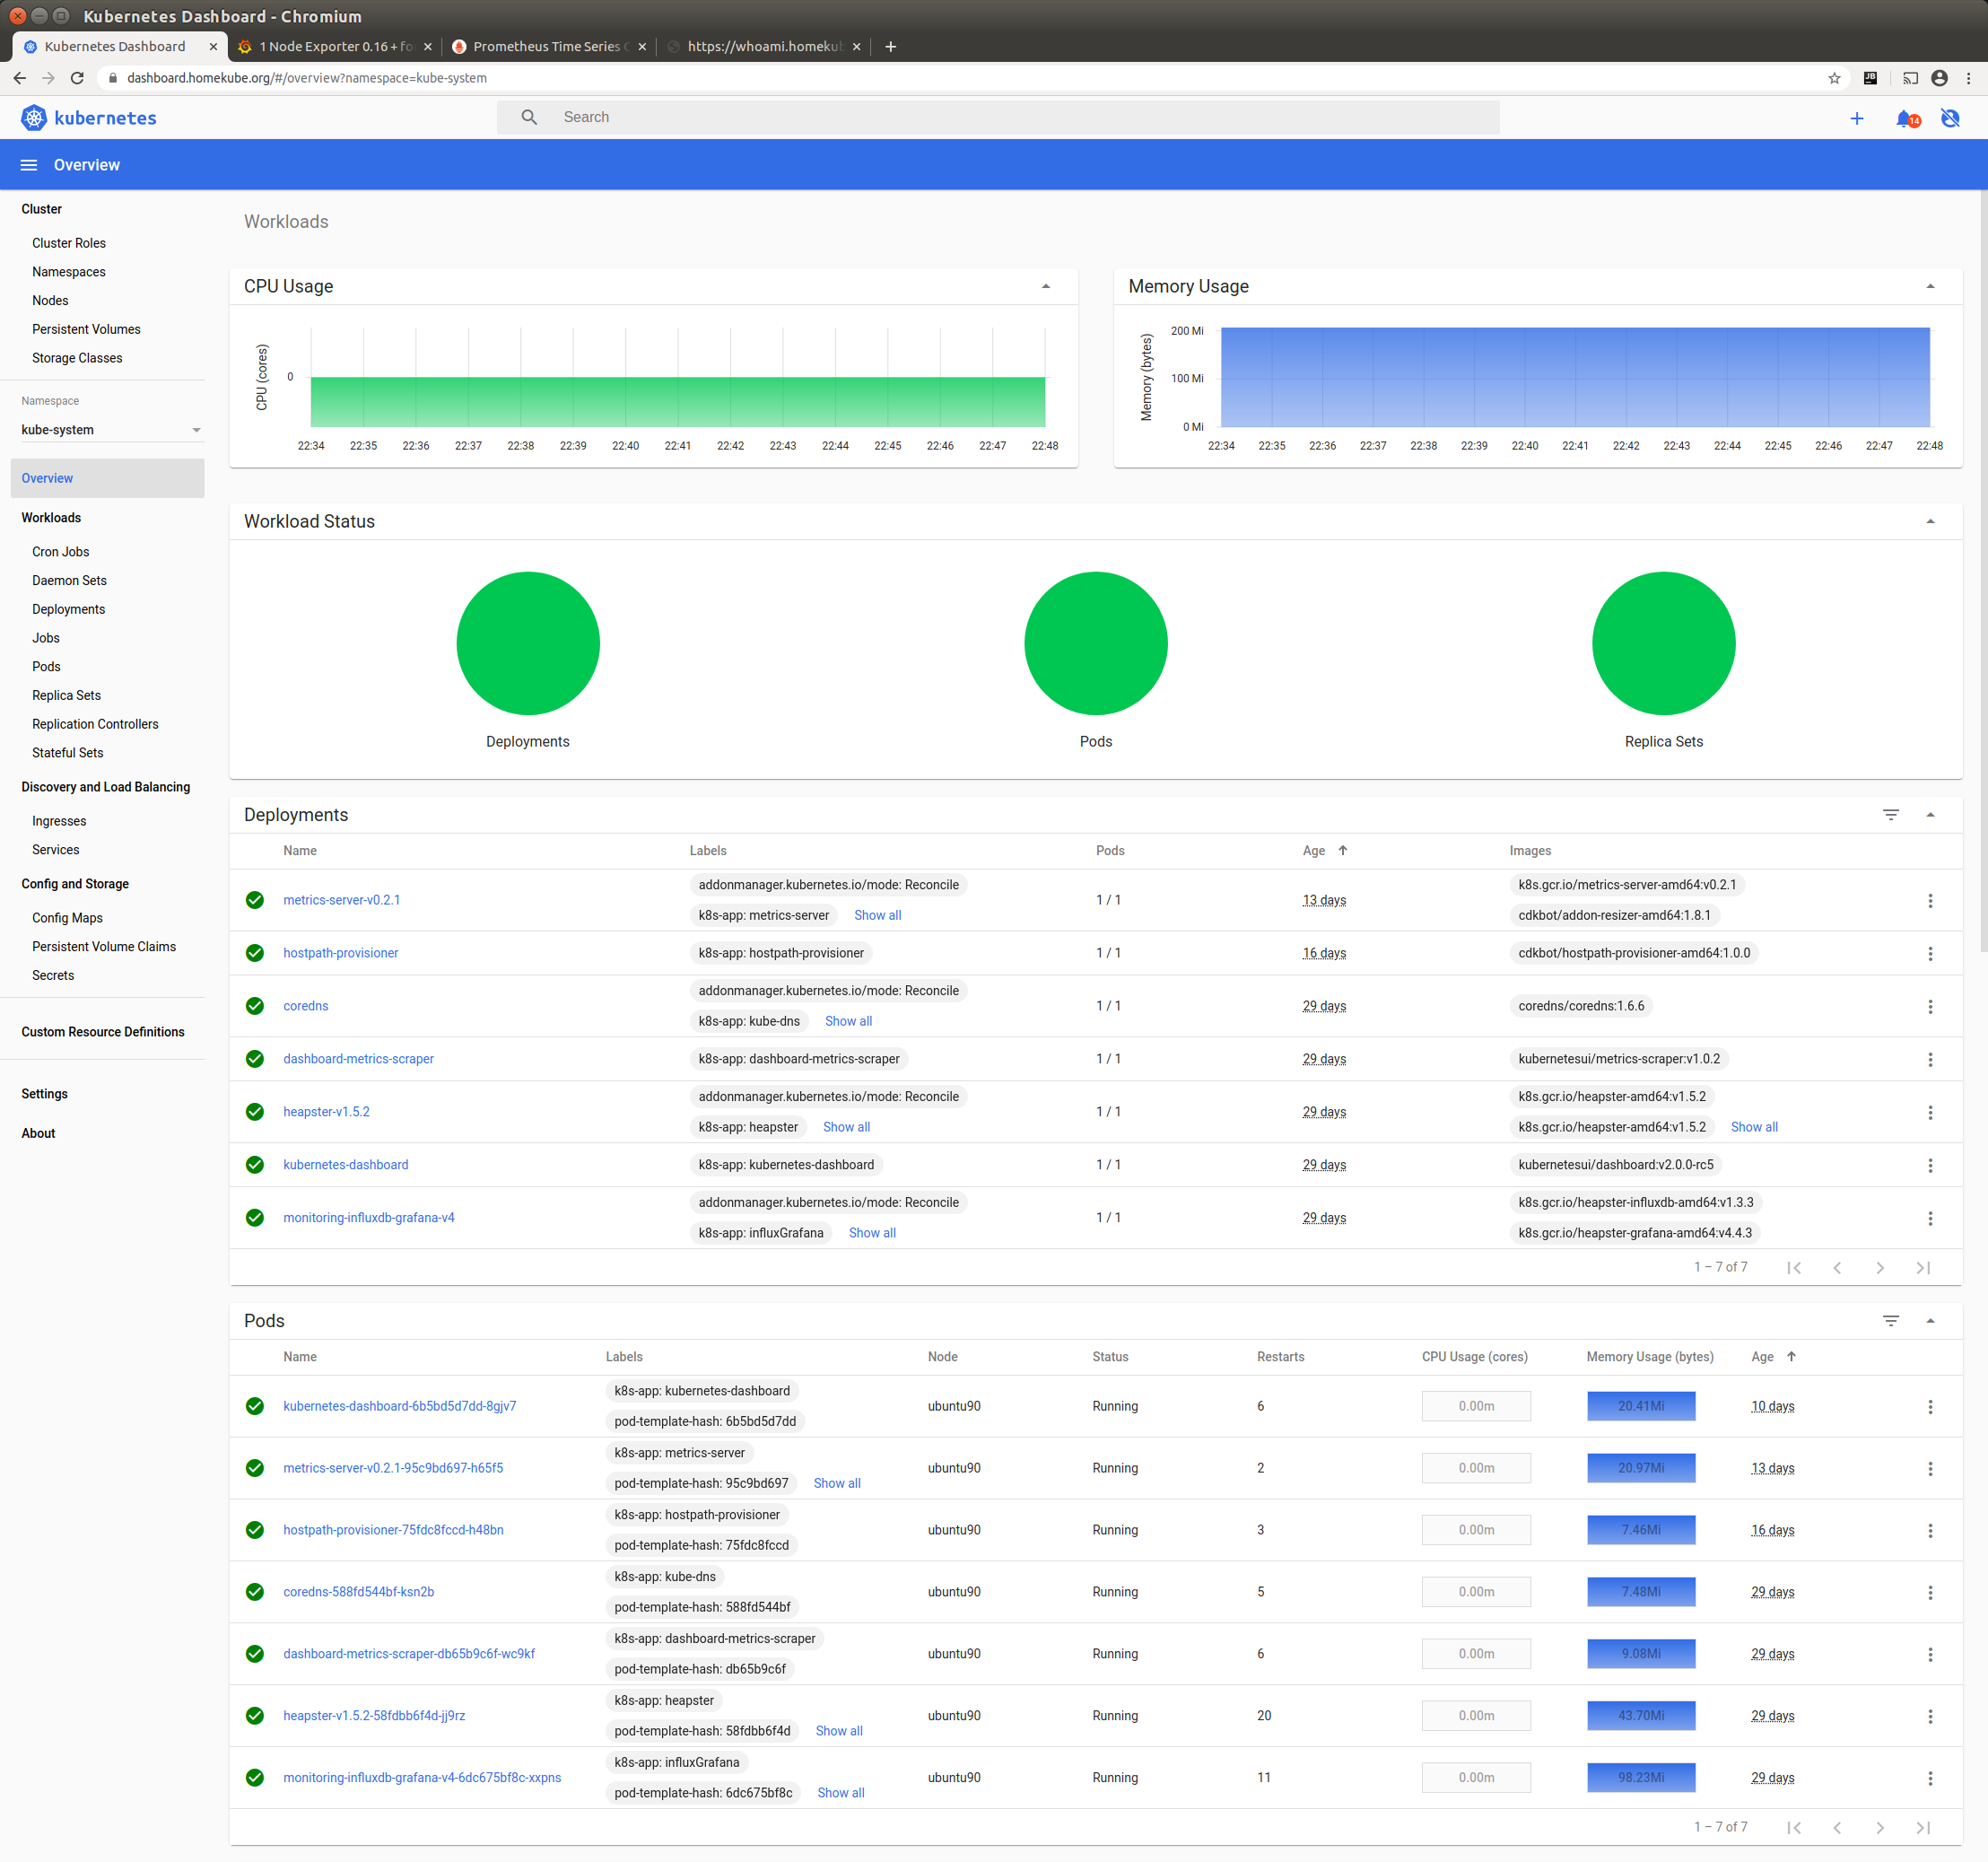 Kubernetes Dashboard - Chromium
Kubernetes Dashboard
1 Node Exporter 0.16 + fo
Prometheus Time Series
https://whoami.homekub
dashboard.homekube.org/#/overview?namespace=kube-system
JB
kubernetes
Search
14
Overview
Cluster
Cluster Roles
Namespaces
Nodes
Persistent Volumes
Storage Classes
Namespace
kube-system
Overview
Workloads
Cron Jobs
Daemon Sets
Deployments
Jobs
Pods
Replica Sets
Replication Controllers
Stateful Sets
Discovery and Load Balancing
Ingresses
Services
Config and Storage
Config Maps
Persistent Volume Claims
Secrets
Custom Resource Definitions
Settings
About
Workloads
CPU Usage
CPU (cores)
0
22:34 22:35 22:36 22:37 22:38 22:39 22:40 22:41 22:42 22:43 22:44 22:45 22:46 22:47 22:48
Memory Usage
Memory (bytes)
200 Mi
100 Mi
0 Mi
22:34 22:35 22:36 22:37 22:38 22:39 22:40 22:41 22:42 22:43 22:44 22:45 22:46 22:47 22:48
Workload Status
Deployments Pods Replica Sets
Deployments
Name Labels Pods Age Images
metrics-server-v0.2.1 addonmanager.kubernetes.io/mode: Reconcile 1 / 1 13 days k8s.gcr.io/metrics-server-amd64:v0.2.1
k8s-app: metrics-server Show all cdkbot/addon-resizer-amd64:1.8.1
hostpath-provisioner k8s-app: hostpath-provisioner 1 / 1 16 days cdkbot/hostpath-provisioner-amd64:1.0.0
coredns addonmanager.kubernetes.io/mode: Reconcile 1 / 1 29 days coredns/coredns:1.6.6
k8s-app: kube-dns Show all
dashboard-metrics-scraper k8s-app: dashboard-metrics-scraper 1 / 1 29 days kubernetesui/metrics-scraper:v1.0.2
heapster-v1.5.2 addonmanager.kubernetes.io/mode: Reconcile 1 / 1 29 days k8s.gcr.io/heapster-amd64:v1.5.2
k8s-app: heapster Show all k8s.gcr.io/heapster-amd64:v1.5.2 Show all
kubernetes-dashboard k8s-app: kubernetes-dashboard 1 / 1 29 days kubernetesui/dashboard:v2.0.0-rc5
monitoring-influxdb-grafana-v4 addonmanager.kubernetes.io/mode: Reconcile 1 / 1 29 days k8s.gcr.io/heapster-influxdb-amd64:v1.3.3
k8s-app: influxGrafana Show all k8s.gcr.io/heapster-grafana-amd64:v4.4.3
1 – 7 of 7
Pods
Name Labels Node Status Restarts CPU Usage (cores) Memory Usage (bytes) Age
kubernetes-dashboard-6b5bd5d7dd-8gjv7 k8s-app: kubernetes-dashboard ubuntu90 Running 6 0.00m 20.41Mi 10 days
pod-template-hash: 6b5bd5d7dd
metrics-server-v0.2.1-95c9bd697-h65f5 k8s-app: metrics-server ubuntu90 Running 2 0.00m 20.97Mi 13 days
pod-template-hash: 95c9bd697 Show all
hostpath-provisioner-75fdc8fccd-h48bn k8s-app: hostpath-provisioner ubuntu90 Running 3 0.00m 7.46Mi 16 days
pod-template-hash: 75fdc8fccd
coredns-588fd544bf-ksn2b k8s-app: kube-dns ubuntu90 Running 5 0.00m 7.48Mi 29 days
pod-template-hash: 588fd544bf
dashboard-metrics-scraper-db65b9c6f-wc9kf k8s-app: dashboard-metrics-scraper ubuntu90 Running 6 0.00m 9.08Mi 29 days
pod-template-hash: db65b9c6f
heapster-v1.5.2-58fdbb6f4d-jj9rz k8s-app: heapster ubuntu90 Running 20 0.00m 43.70Mi 29 days
pod-template-hash: 58fdbb6f4d Show all
monitoring-influxdb-grafana-v4-6dc675bf8c-xxpns k8s-app: influxGrafana ubuntu90 Running 11 0.00m 98.23Mi 29 days
pod-template-hash: 6dc675bf8c Show all
1 – 7 of 7